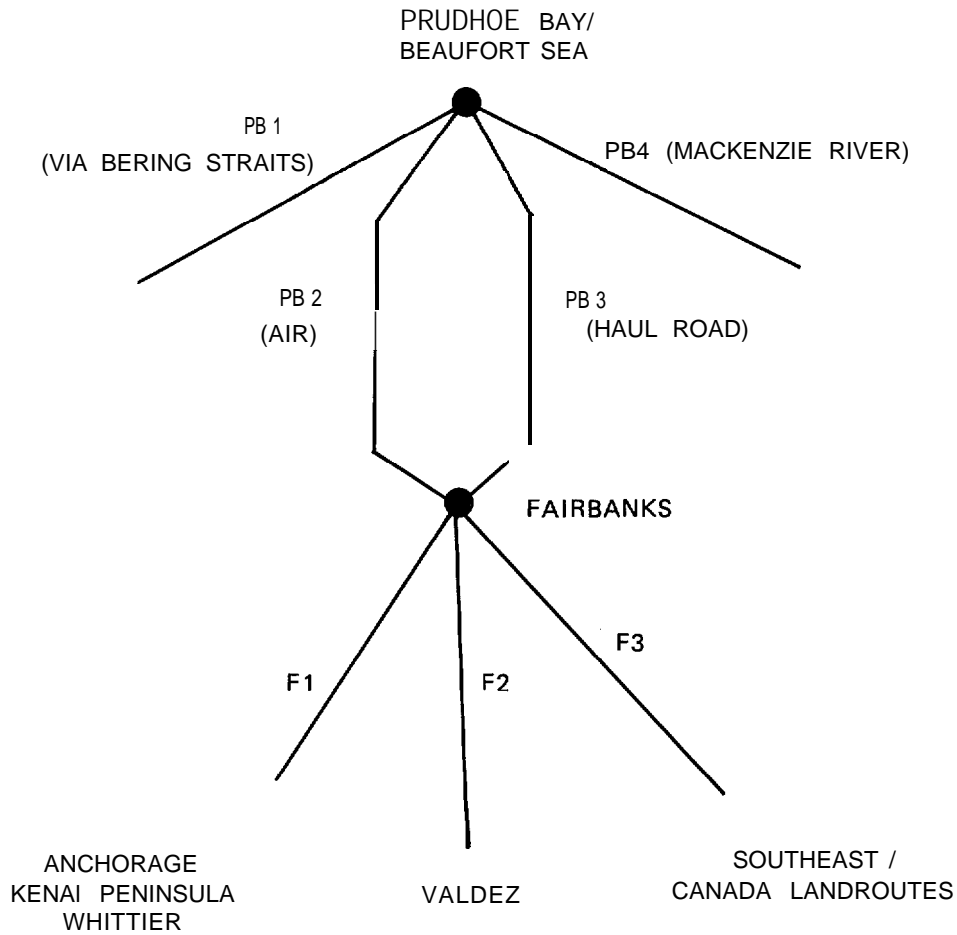 PRUDHOE BAY/
BEAUFORT SEA
PB 1
(VIA BERING STRAITS)
PB4 (MACKENZIE RIVER)
PB 2
(AIR)
PB 3
(HAUL ROAD)
FAIRBANKS
F1
F2
F3
ANCHORAGE
KENAI PENINSULA
WHITTIER
VALDEZ
SOUTHEAST /
CANADA LANDROUTES